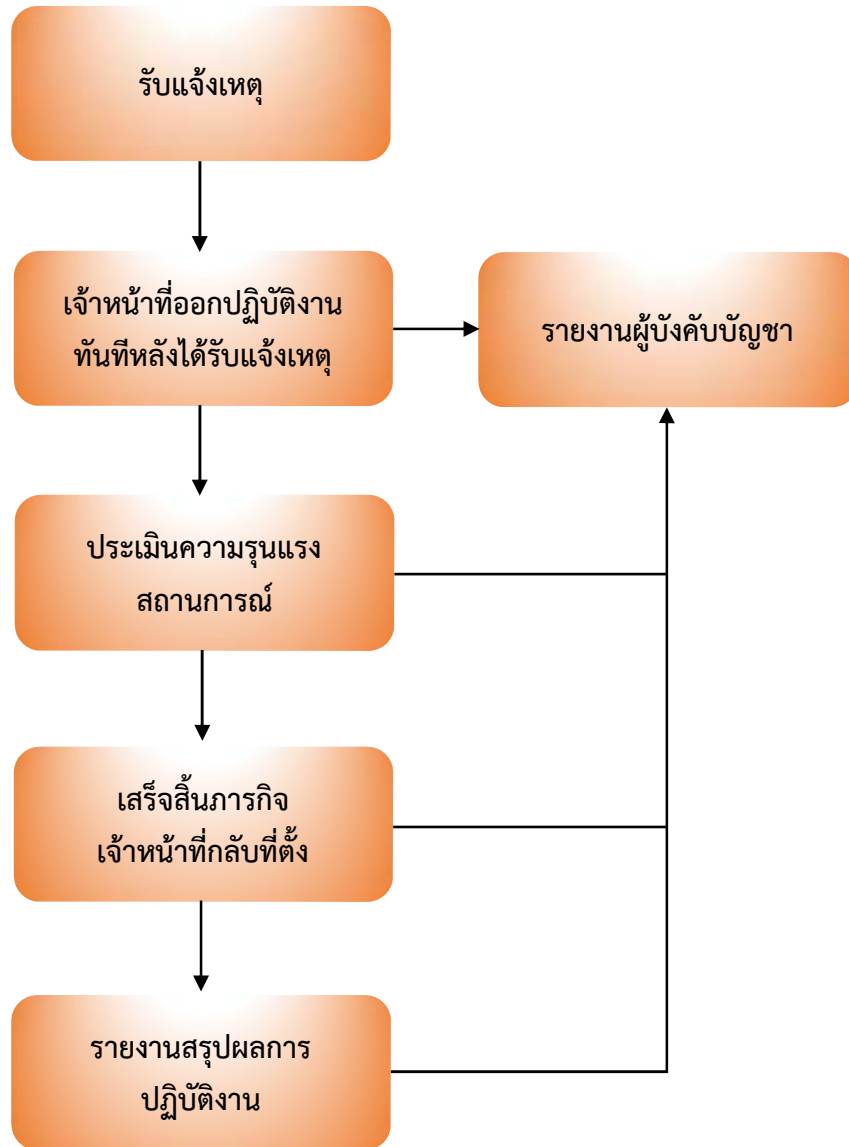 รับแจ้งเหตุ
เจ้าหน้าที่ออกปฏิบัติงาน
ทันทีหลังได้รับแจ้งเหตุ
รายงานผู้บังคับบัญชา
ประเมินความรุนแรง
สถานการณ์
เสร็จสิ้นภารกิจ
เจ้าหน้าที่กลับที่ตั้ง
รายงานสรุปผลการ
ปฏิบัติงาน